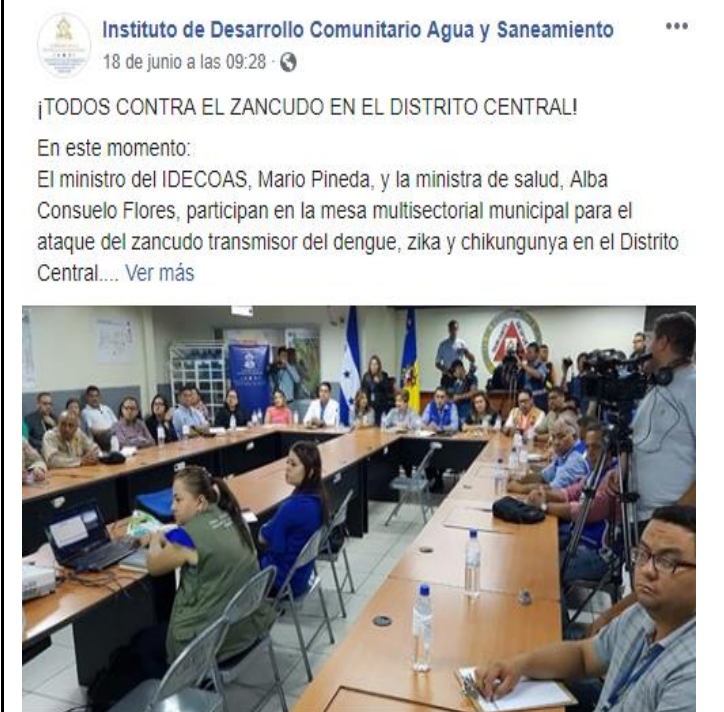 Instituto de Desarrollo Comunitario Agua y Saneamiento
18 de junio a las 09:28 ·
¡TODOS CONTRA EL ZANCUDO EN EL DISTRITO CENTRAL!
En este momento:
El ministro del IDECOAS, Mario Pineda, y la ministra de salud, Alba
Consuelo Flores, participan en la mesa multisectorial municipal para el
ataque del zancudo transmisor del dengue, zika y chikungunya en el Distrito
Central.... Ver más